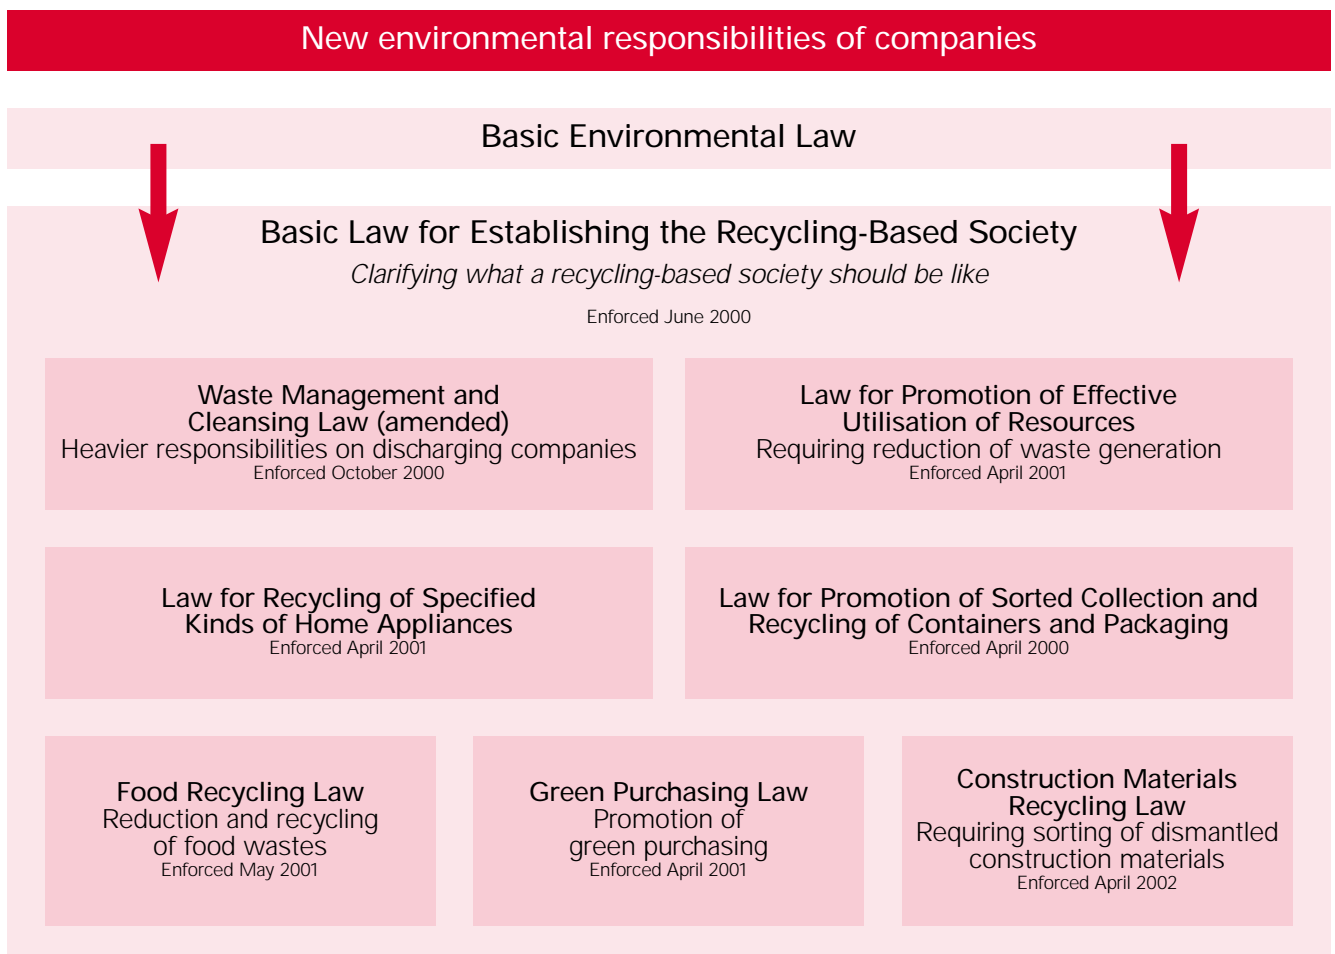 New environmental responsibilities of companies
Basic Environmental Law
Basic Law for Establishing the Recycling-Based Society
Clarifying what a recycling-based society should be like
Enforced June 2000
Waste Management and
Cleansing Law (amended)
Heavier responsibilities on discharging companies
Enforced October 2000
Law for Promotion of Effective
Utilisation of Resources
Requiring reduction of waste generation
Enforced April 2001
Law for Recycling of Specified
Kinds of Home Appliances
Enforced April 2001
Law for Promotion of Sorted Collection and
Recycling of Containers and Packaging
Enforced April 2000
Food Recycling Law
Reduction and recycling
of food wastes
Enforced May 2001
Green Purchasing Law
Promotion of
green purchasing
Enforced April 2001
Construction Materials
Recycling Law
Requiring sorting of dismantled
construction materials
Enforced April 2002